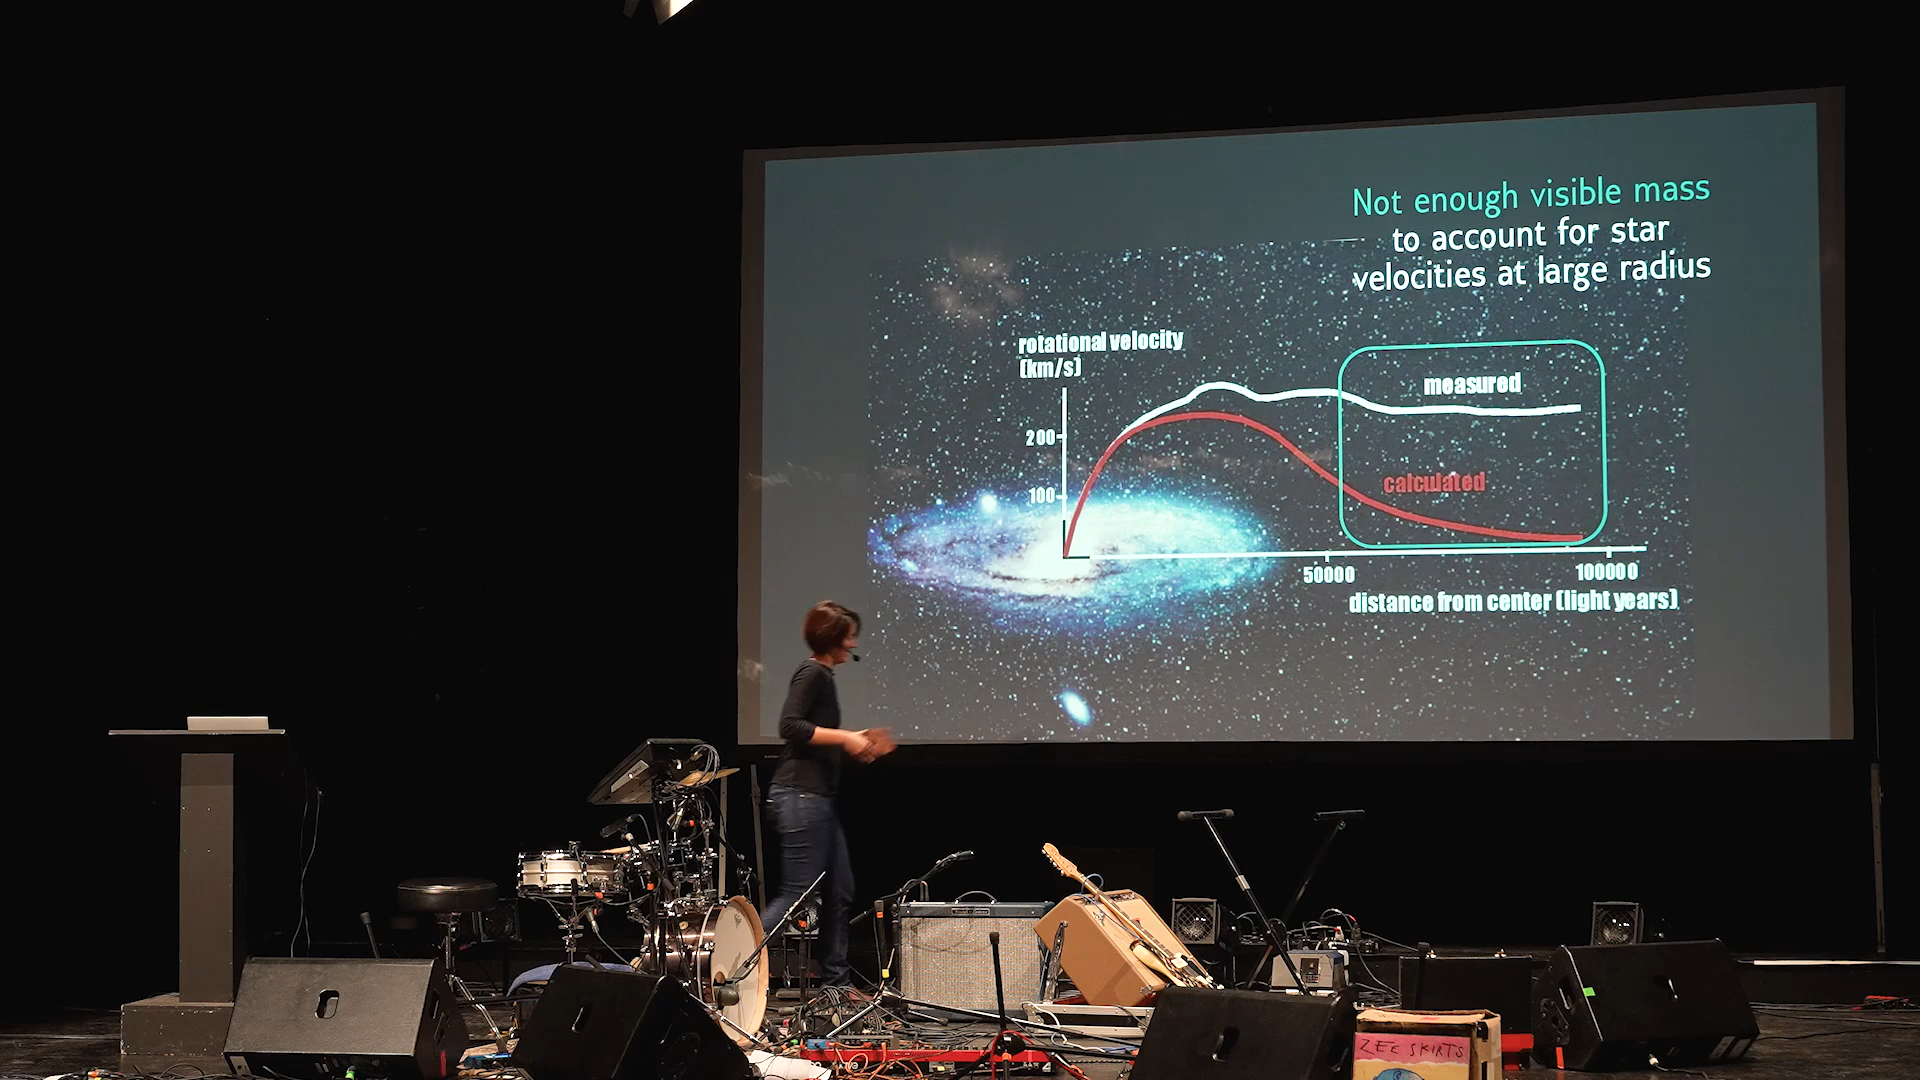 Not enough visible mass
to account for star
velocities at large radius
rotational velocity
(km/s)
measured
200
calculated
100
50000
100000
distance from center (light years)
ZEE SKIRTS